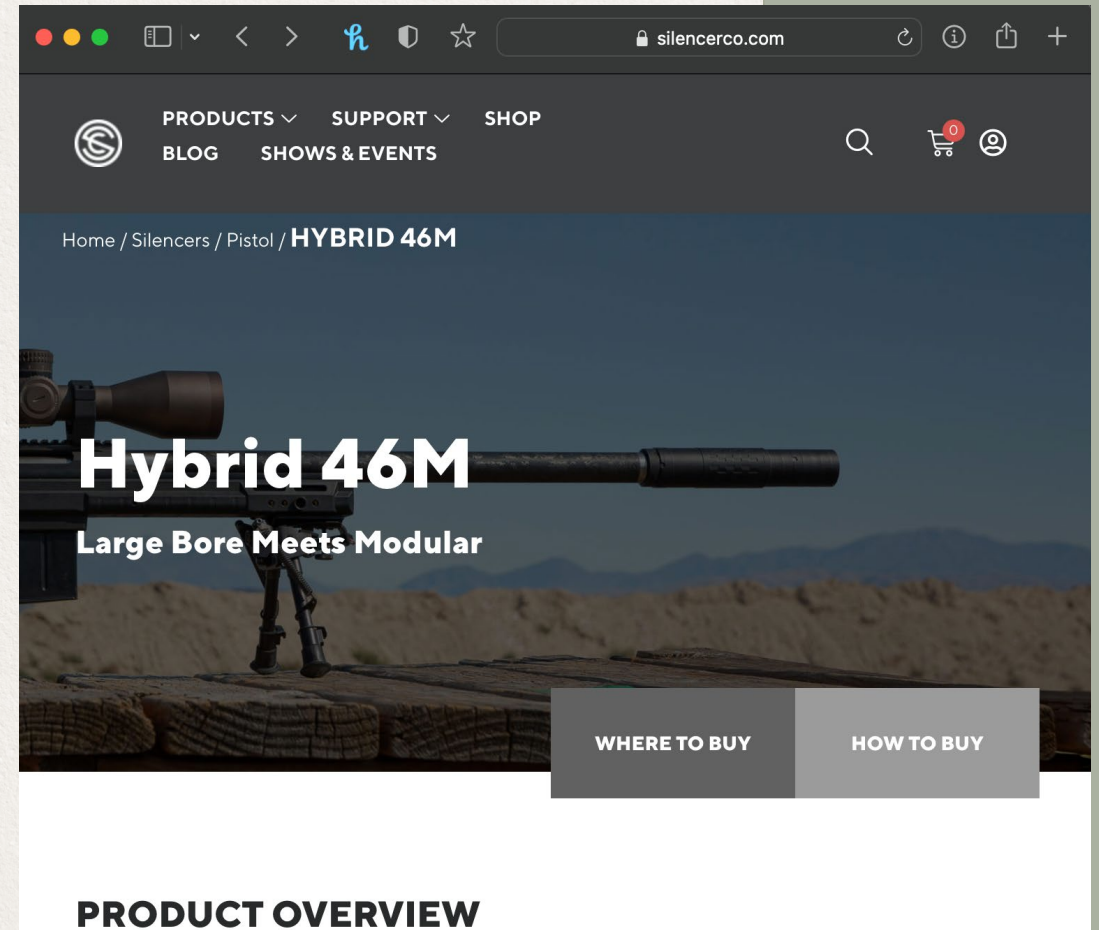 silencerco.com
PRODUCTS SUPPORT SHOP
0
BLOG SHOWS & EVENTS
Home / Silencers / Pistol / HYBRID 46M
Hybrid 46M
Large Bore Meets Modular
WHERE TO BUY HOW TO BUY
PRODUCT OVERVIEW